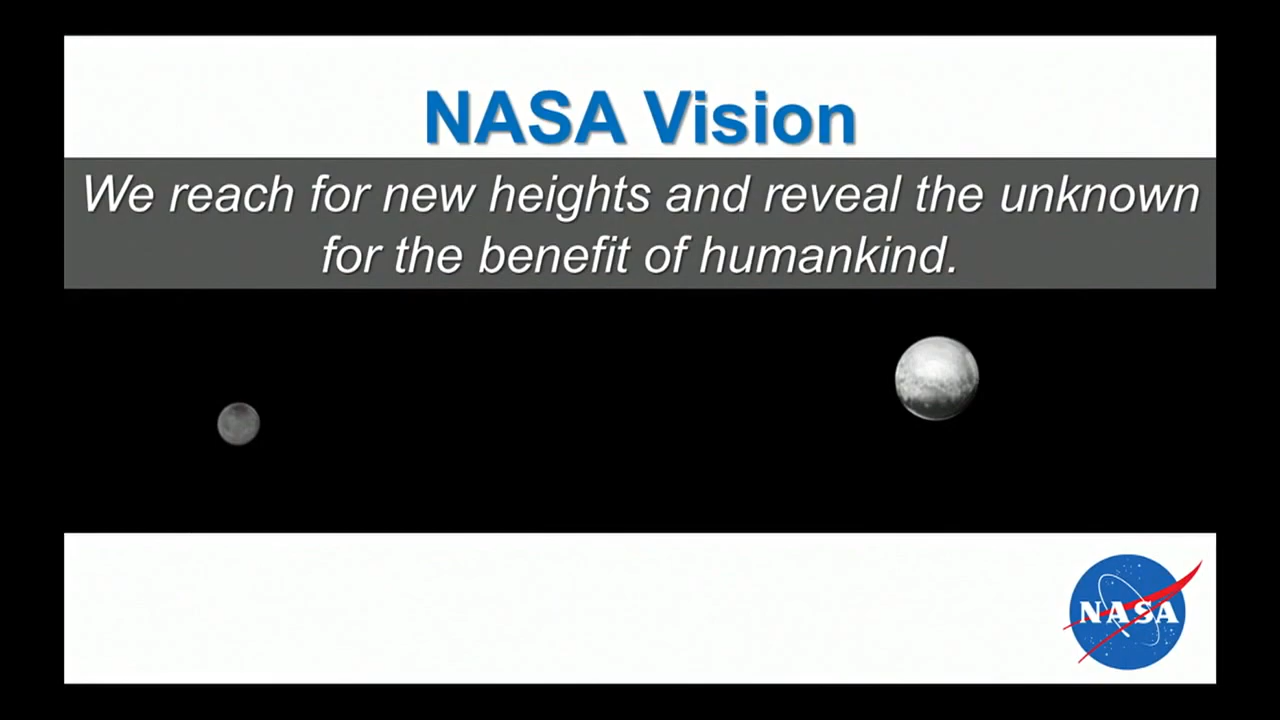 NASA Vision
We reach for new heights and reveal the unknown
for the benefit of humankind.
NASA